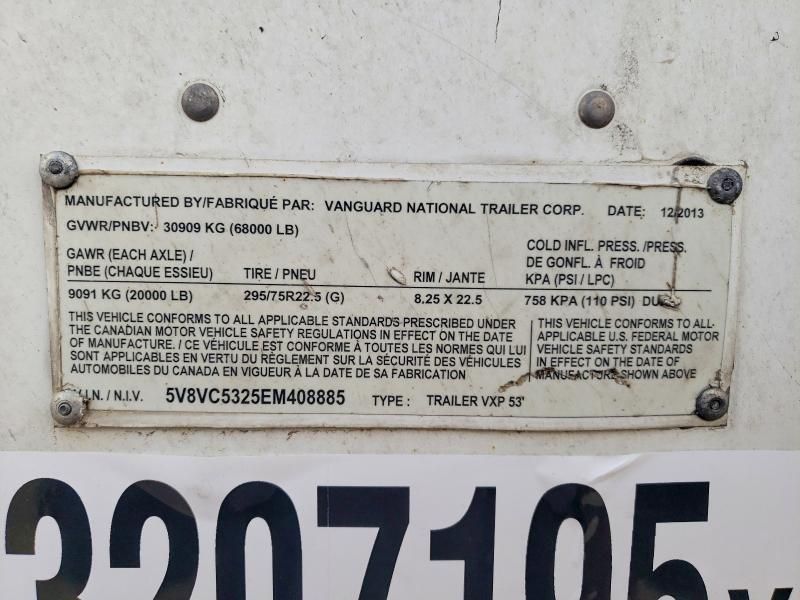 MANUFACTURED BY/FABRIQUÉ PAR: VANGUARD NATIONAL TRAILER CORP. DATE: 12/2013
GVWR/PNBV: 30909 KG (68000 LB)
GAWR (EACH AXLE) /
PNBE (CHAQUE ESSIEU) TIRE / PNEU RIM / JANTE
COLD INFL. PRESS. /PRESS.
DE GONFL. À FROID
KPA (PSI / LPC)
9091 KG (20000 LB) 295/75R22.5 (G) 8.25 X 22.5 758 KPA (110 PSI)
THIS VEHICLE CONFORMS TO ALL APPLICABLE STANDARDS PRESCRIBED UNDER
THE CANADIAN MOTOR VEHICLE SAFETY REGULATIONS IN EFFECT ON THE DATE
OF MANUFACTURE. / CE VÉHICULE EST CONFORME À TOUTES LES NORMES QUI LUI
SONT APPLICABLES EN VERTU DU RÈGLEMENT SUR LA SÉCURITÉ DES VÉHICULES
AUTOMOBILES DU CANADA EN VIGUEUR À LA DATE DE SA FABRICATION
THIS VEHICLE CONFORMS TO ALL
APPLICABLE U.S. FEDERAL MOTOR
VEHICLE SAFETY STANDARDS
IN EFFECT ON THE DATE OF
MANUFACTURE SHOWN ABOVE
V.I.N. / N.I.V. 5V8VC5325EM408885 TYPE: TRAILER VXP 53'
3207195